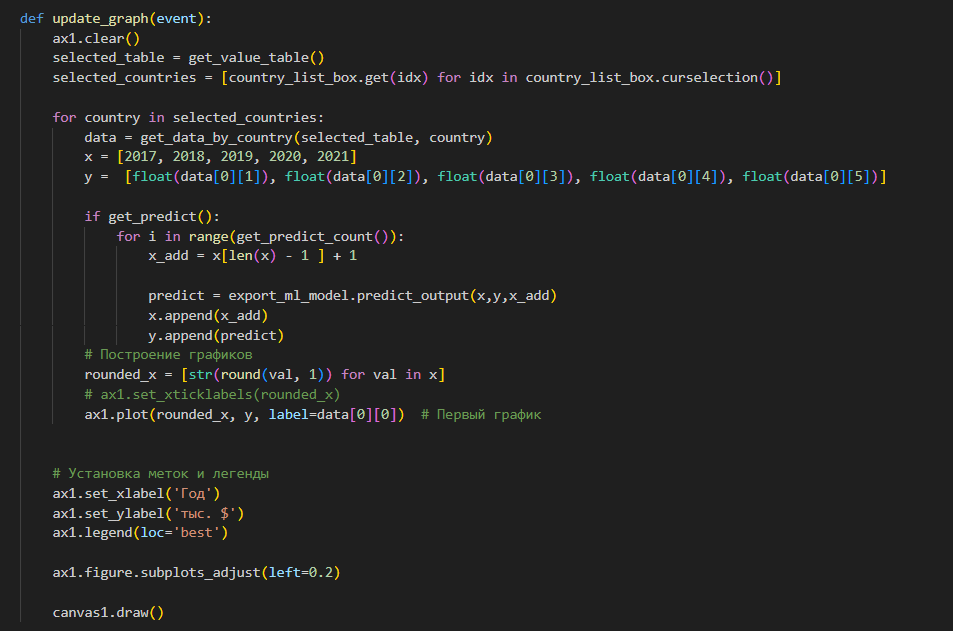 def update_graph(event):
    ax1.clear()
    selected_table = get_value_table()
    selected_countries = [country_list_box.get(idx) for idx in country_list_box.curselection()]
    for country in selected_countries:
        data = get_data_by_country(selected_table, country)
        x = [2017, 2018, 2019, 2020, 2021]
        y =  [float(data[0][1]), float(data[0][2]), float(data[0][3]), float(data[0][4]), float(data[0][5])]
        if get_predict():
            for i in range(get_predict_count()):
                x_add = x[len(x) - 1 ] + 1
                predict = export_ml_model.predict_output(x,y,x_add)
                x.append(x_add)
                y.append(predict)
        # Построение графиков
        rounded_x = [str(round(val, 1)) for val in x]
        # ax1.set_xticklabels(rounded_x)
        ax1.plot(rounded_x, y, label=data[0][0])  # Первый график
    # Установка меток и легенды
    ax1.set_xlabel('Год')
    ax1.set_ylabel('тыс. $')
    ax1.legend(loc='best')
    ax1.figure.subplots_adjust(left=0.2)
    canvas1.draw()